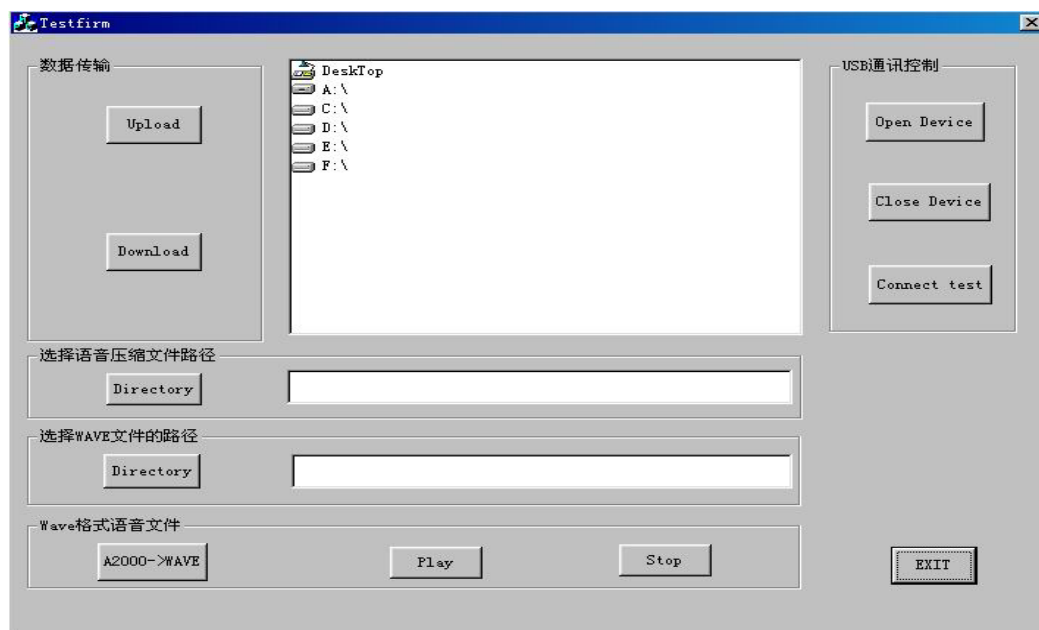 Testfirm
数据传输
Upload
Download
DeskTop
A:\
C:\
D:\
E:\
F:\
USB通讯控制
Open Device
Close Device
Connect test
选择语音压缩文件路径
Directory
选择WAVE文件的路径
Directory
Wave格式语音文件
A2000->WAVE
Play
Stop
EXIT